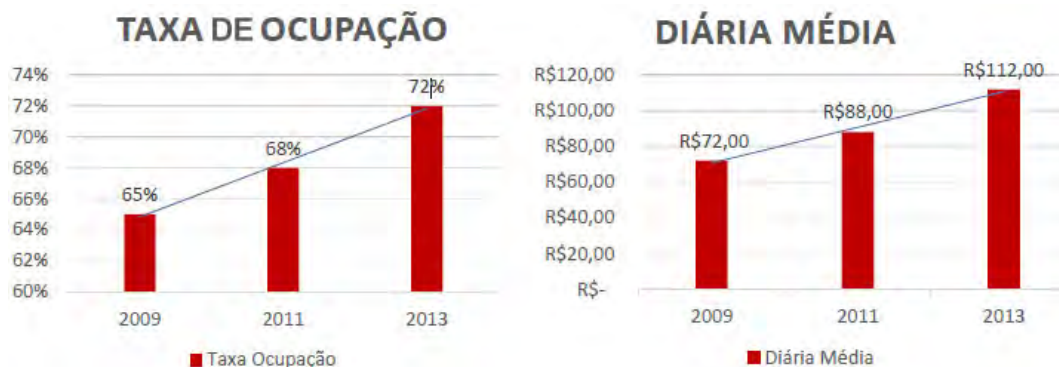 TAXA DE OCUPAÇÃO
74%
72%
70%
68%
66%
64%
62%
60%
65%
68%
72%
2009 2011 2013
Taxa Ocupação
DIÁRIA MÉDIA
R$120,00
R$100,00
R$80,00
R$60,00
R$40,00
R$20,00
R$-
R$72,00
R$88,00
R$112,00
2009 2011 2013
Diária Média